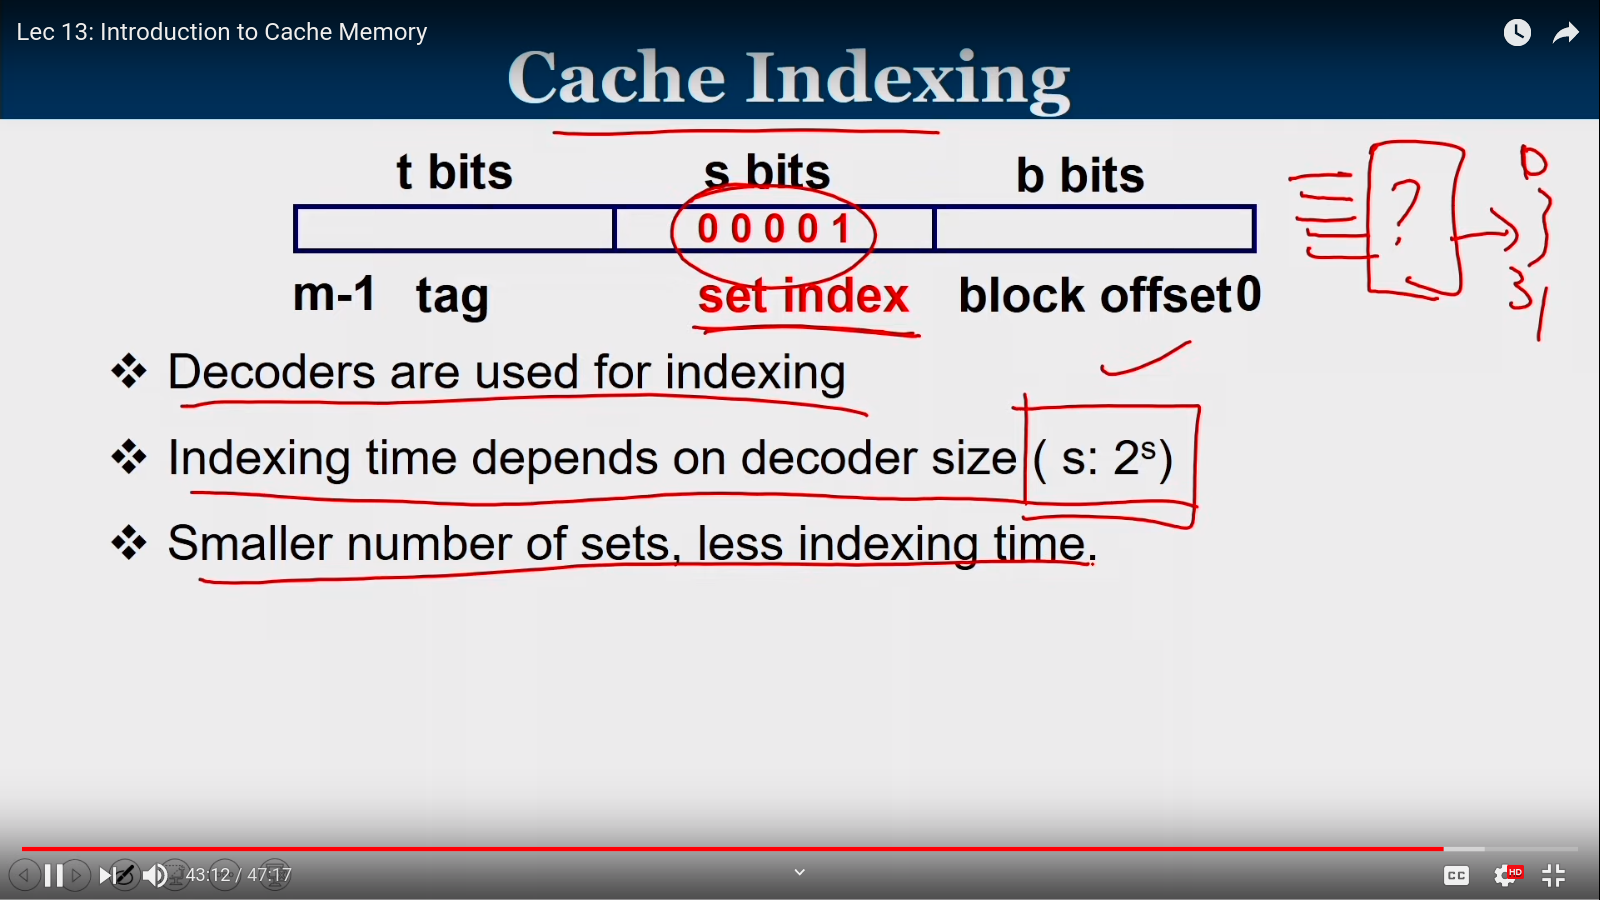 Lec 13: Introduction to Cache Memory
Cache Indexing
t bits s bits b bits
0 0 0 0 1
m-1 tag set index block offset 0
? 0
31
❖ Decoders are used for indexing
❖ Indexing time depends on decoder size ( s: 2ˢ)
❖ Smaller number of sets, less indexing time.
43:12 / 47:17
CC HD